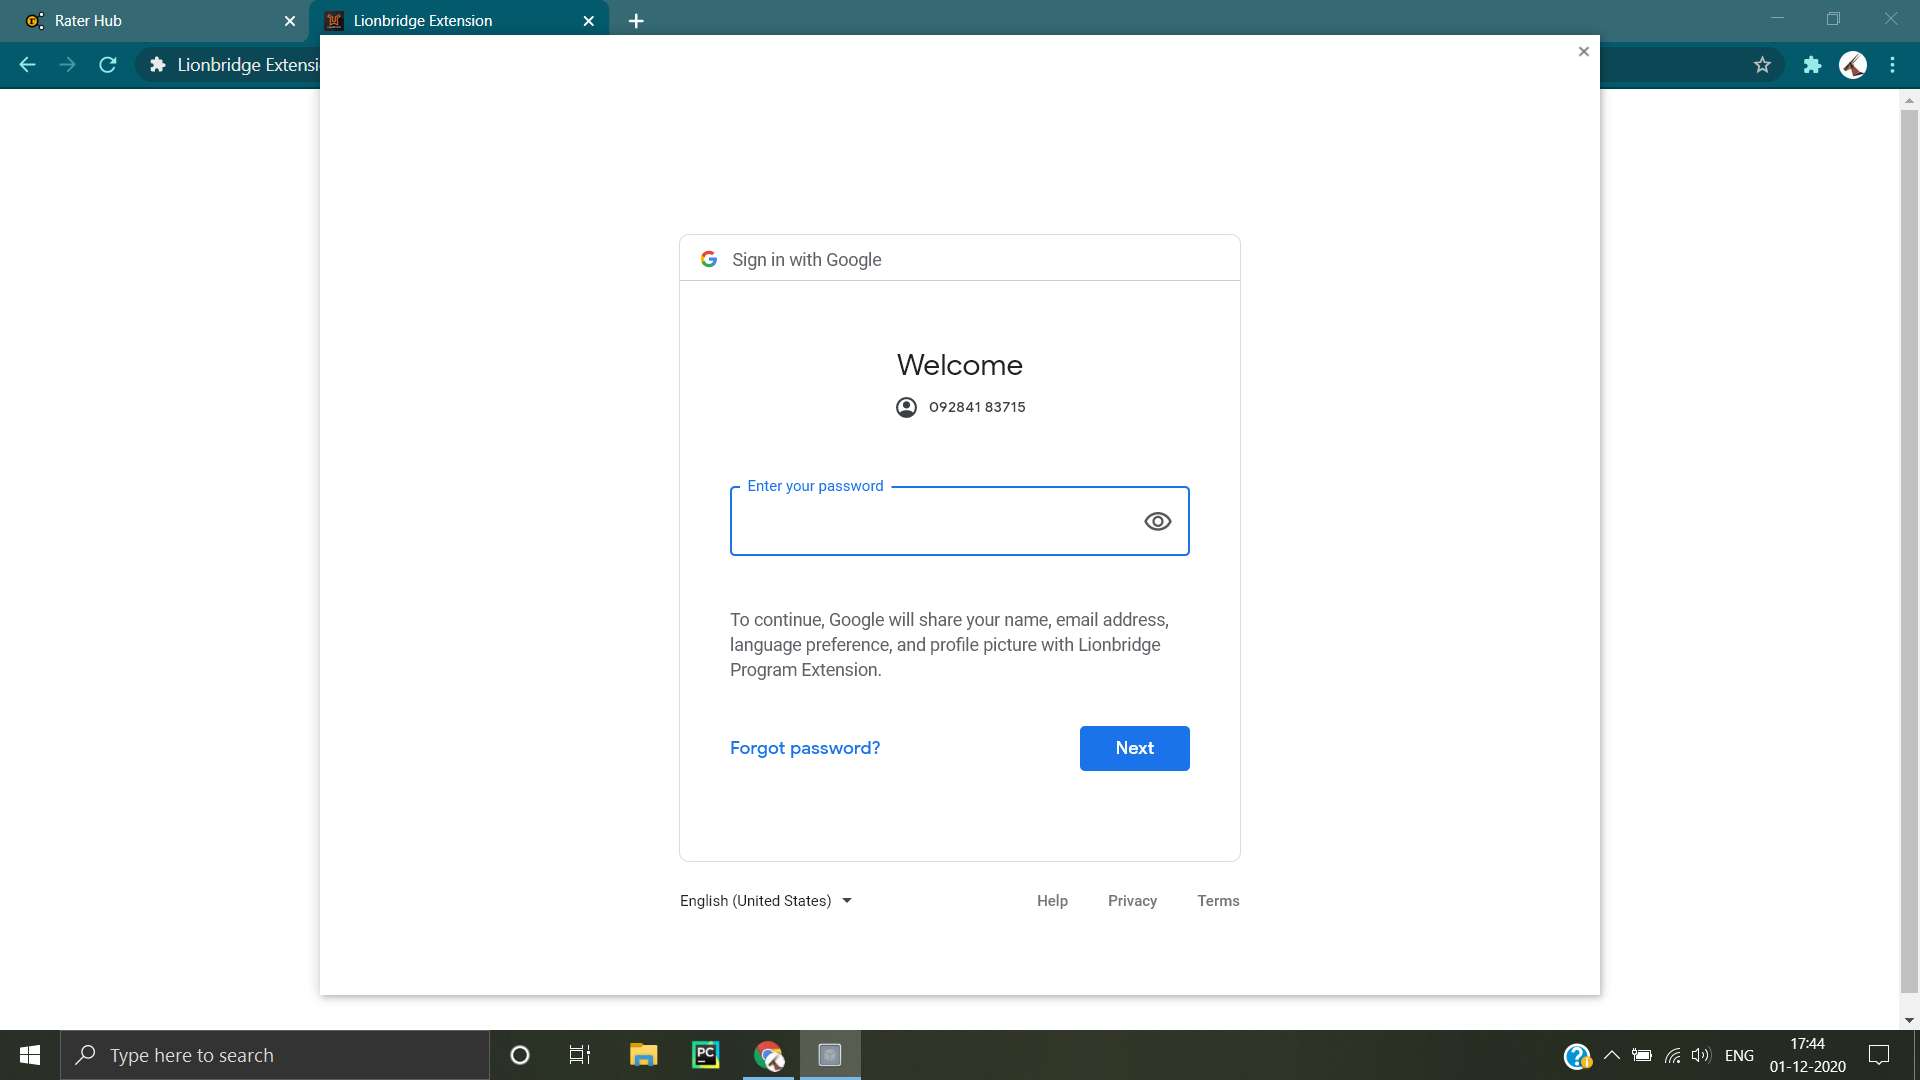 Rater Hub
Lionbridge Extension
Lionbridge Extensi
Sign in with Google
Welcome
092841 83715
Enter your password
To continue, Google will share your name, email address,
language preference, and profile picture with Lionbridge
Program Extension.
Forgot password?
Next
English (United States)
Help
Privacy
Terms
Type here to search
PC
ENG
17:44
01-12-2020